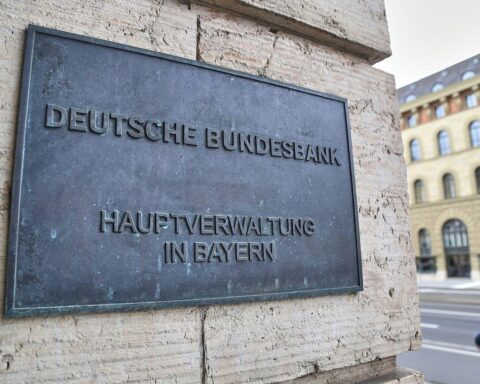 DEUTSCHE BUNDESBANK
HAUPTVERWALTUNG
IN BAYERN